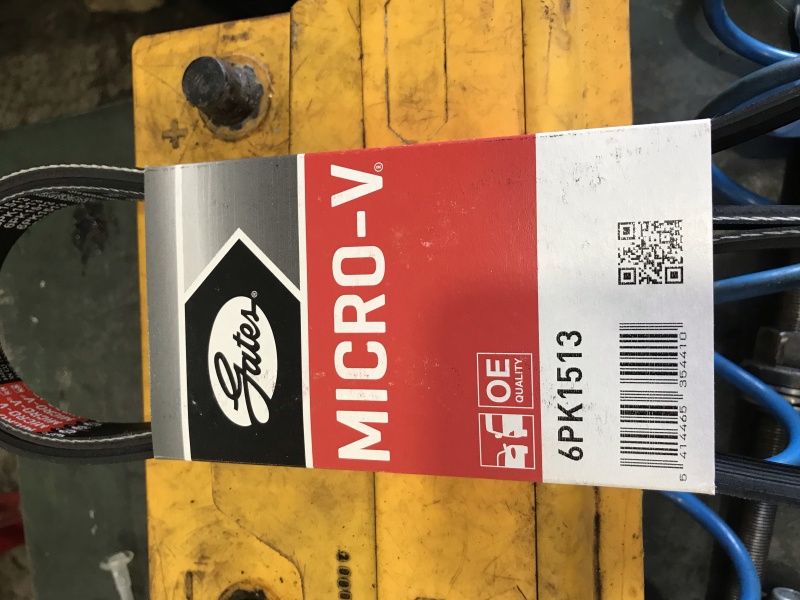 Gates®
MICRO-V®
OE
QUALITY
6PK1513
5 414465 354410
+